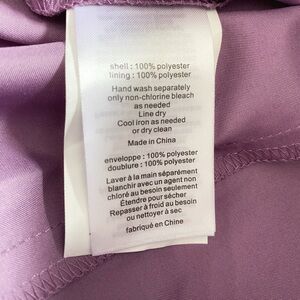 shell : 100% polyester
lining : 100% polyester
Hand wash separately
only non-chlorine bleach
as needed
Line dry
Cool iron as needed
or dry clean
Made in China
enveloppe : 100% polyester
doublure : 100% polyester
Laver à la main séparément
blanchir avec un agent non
chloré au besoin seulement
Étendre pour sécher
Repasser à froid au besoin
ou nettoyer à sec
fabriqué en Chine